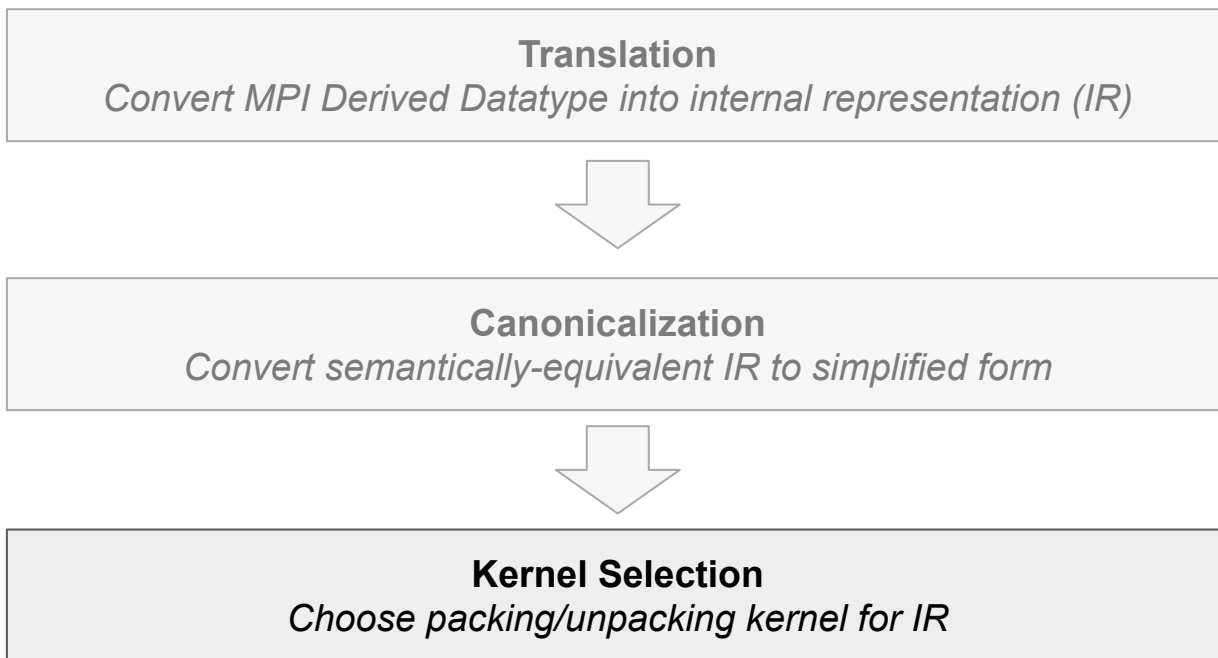 Translation
Convert MPI Derived Datatype into internal representation (IR)
Canonicalization
Convert semantically-equivalent IR to simplified form
Kernel Selection
Choose packing/unpacking kernel for IR